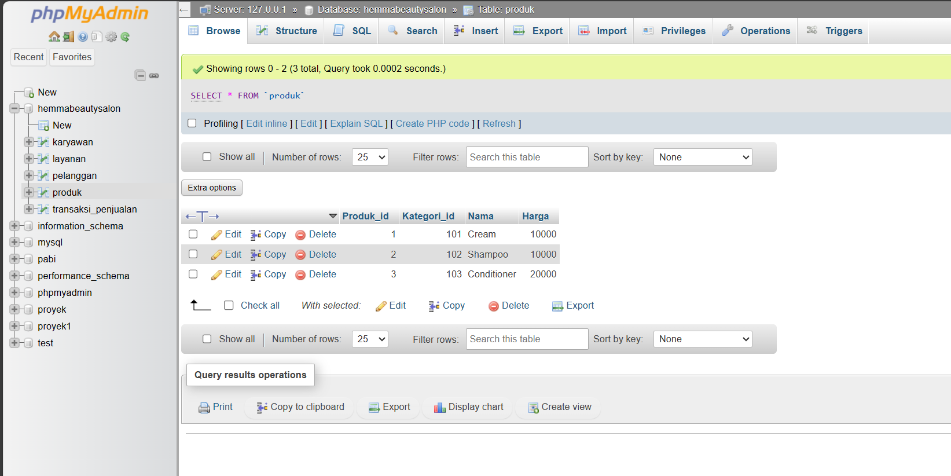 phpMyAdmin
Recent Favorites
New
hemmabeautysalon
New
karyawan
layanan
pelanggan
produk
transaksi_penjualan
information_schema
mysql
pabi
performance_schema
phpmyadmin
proyek
proyek1
test
Server: 127.0.0.1 » Database: hemmabeautysalon » Table: produk
Browse Structure SQL Search Insert Export Import Privileges Operations Triggers
Showing rows 0 - 2 (3 total, Query took 0.0002 seconds.)
SELECT * FROM `produk`
Profiling [ Edit inline ] [ Edit ] [ Explain SQL ] [ Create PHP code ] [ Refresh ]
Show all Number of rows: 25 Filter rows: Search this table Sort by key: None
Extra options
Produk_id Kategori_id Nama Harga
Edit Copy Delete 1 101 Cream 10000
Edit Copy Delete 2 102 Shampoo 10000
Edit Copy Delete 3 103 Conditioner 20000
Check all With selected: Edit Copy Delete Export
Show all Number of rows: 25 Filter rows: Search this table Sort by key: None
Query results operations
Print Copy to clipboard Export Display chart Create view